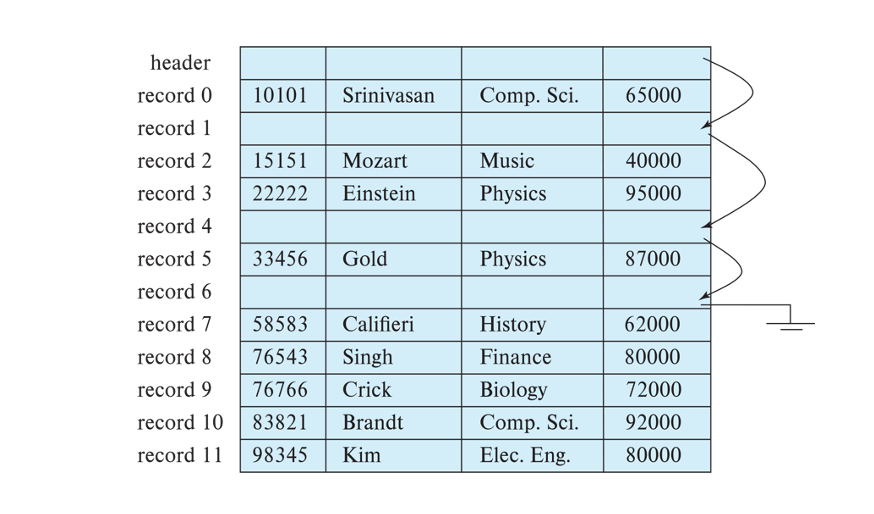 header
record 0 10101 Srinivasan Comp. Sci. 65000
record 1
record 2 15151 Mozart Music 40000
record 3 22222 Einstein Physics 95000
record 4
record 5 33456 Gold Physics 87000
record 6
record 7 58583 Califieri History 62000
record 8 76543 Singh Finance 80000
record 9 76766 Crick Biology 72000
record 10 83821 Brandt Comp. Sci. 92000
record 11 98345 Kim Elec. Eng. 80000